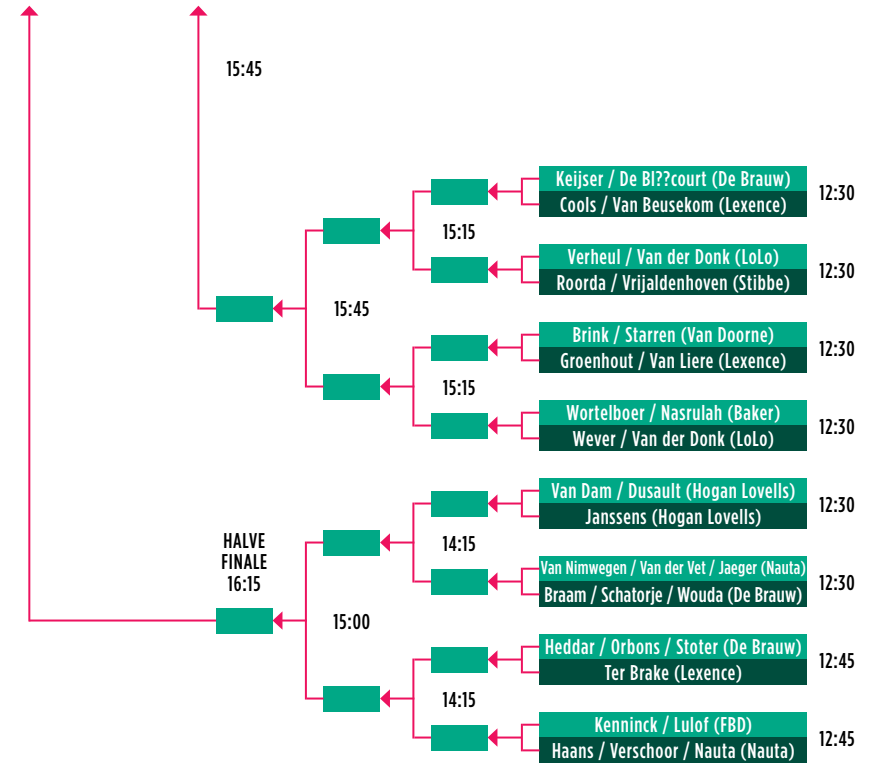 15:45
Keijser / De Bl??court (De Brauw)
12:30
Cools / Van Beusekom (Lexence)
15:15
Verheul / Van der Donk (LoLo)
12:30
Roorda / Vrijaldenhoven (Stibbe)
15:45
Brink / Starren (Van Doorne)
12:30
Groenhout / Van Liere (Lexence)
15:15
Wortelboer / Nasrulah (Baker)
12:30
Wever / Van der Donk (LoLo)
Van Dam / Dusault (Hogan Lovells)
12:30
Janssens (Hogan Lovells)
HALVE
FINALE
16:15
14:15
Van Nimwegen / Van der Vet / Jaeger (Nauta)
12:30
Braam / Schatorje / Wouda (De Brauw)
15:00
Heddar / Orbons / Stoter (De Brauw)
12:45
Ter Brake (Lexence)
14:15
Kenninck / Lulof (FBD)
12:45
Haans / Verschoor / Nauta (Nauta)